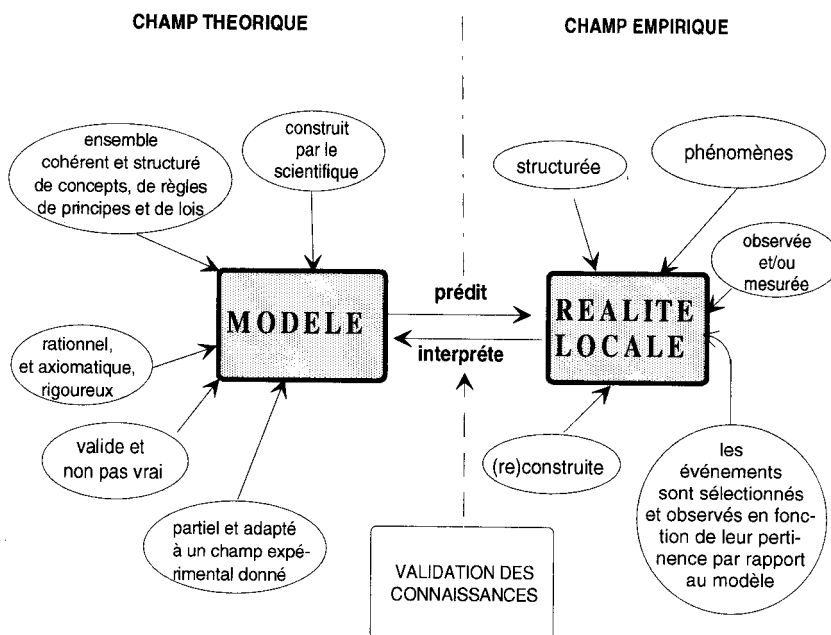 CHAMP THEORIQUE
CHAMP EMPIRIQUE
ensemble
cohérent et structuré
de concepts, de règles
de principes et de lois
construit
par le
scientifique
structurée
phénomènes
observée
et/ou
mesurée
MODELE
prédit
interpréte
REALITE
LOCALE
rationnel,
et axiomatique,
rigoureux
valide et
non pas vrai
partiel et adapté
à un champ expé-
rimental donné
(re)construite
les
événements
sont sélectionnés
et observés en fonc-
tion de leur perti-
nence par rapport
au modèle
VALIDATION DES
CONNAISSANCES